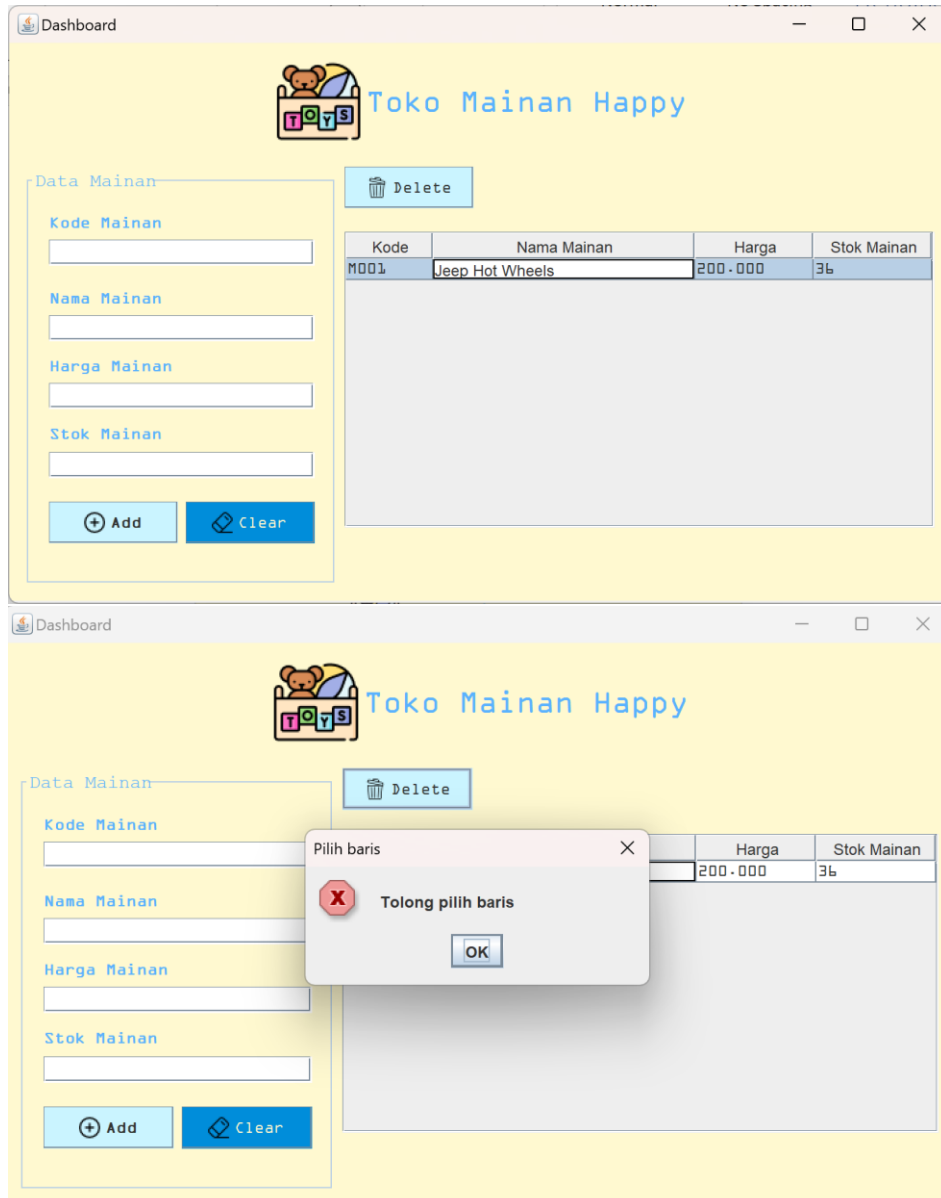 Dashboard
Toko Mainan Happy
TOYS
Data Mainan
Delete
Kode Mainan
Kode Nama Mainan Harga Stok Mainan
M001 Jeep Hot Wheels 200.000 36
Nama Mainan
Harga Mainan
Stok Mainan
Add Clear
Dashboard
Toko Mainan Happy
TOYS
Data Mainan
Delete
Kode Mainan
Pilih baris
Harga Stok Mainan
200.000 36
X Tolong pilih baris
Nama Mainan
OK
Harga Mainan
Stok Mainan
Add Clear